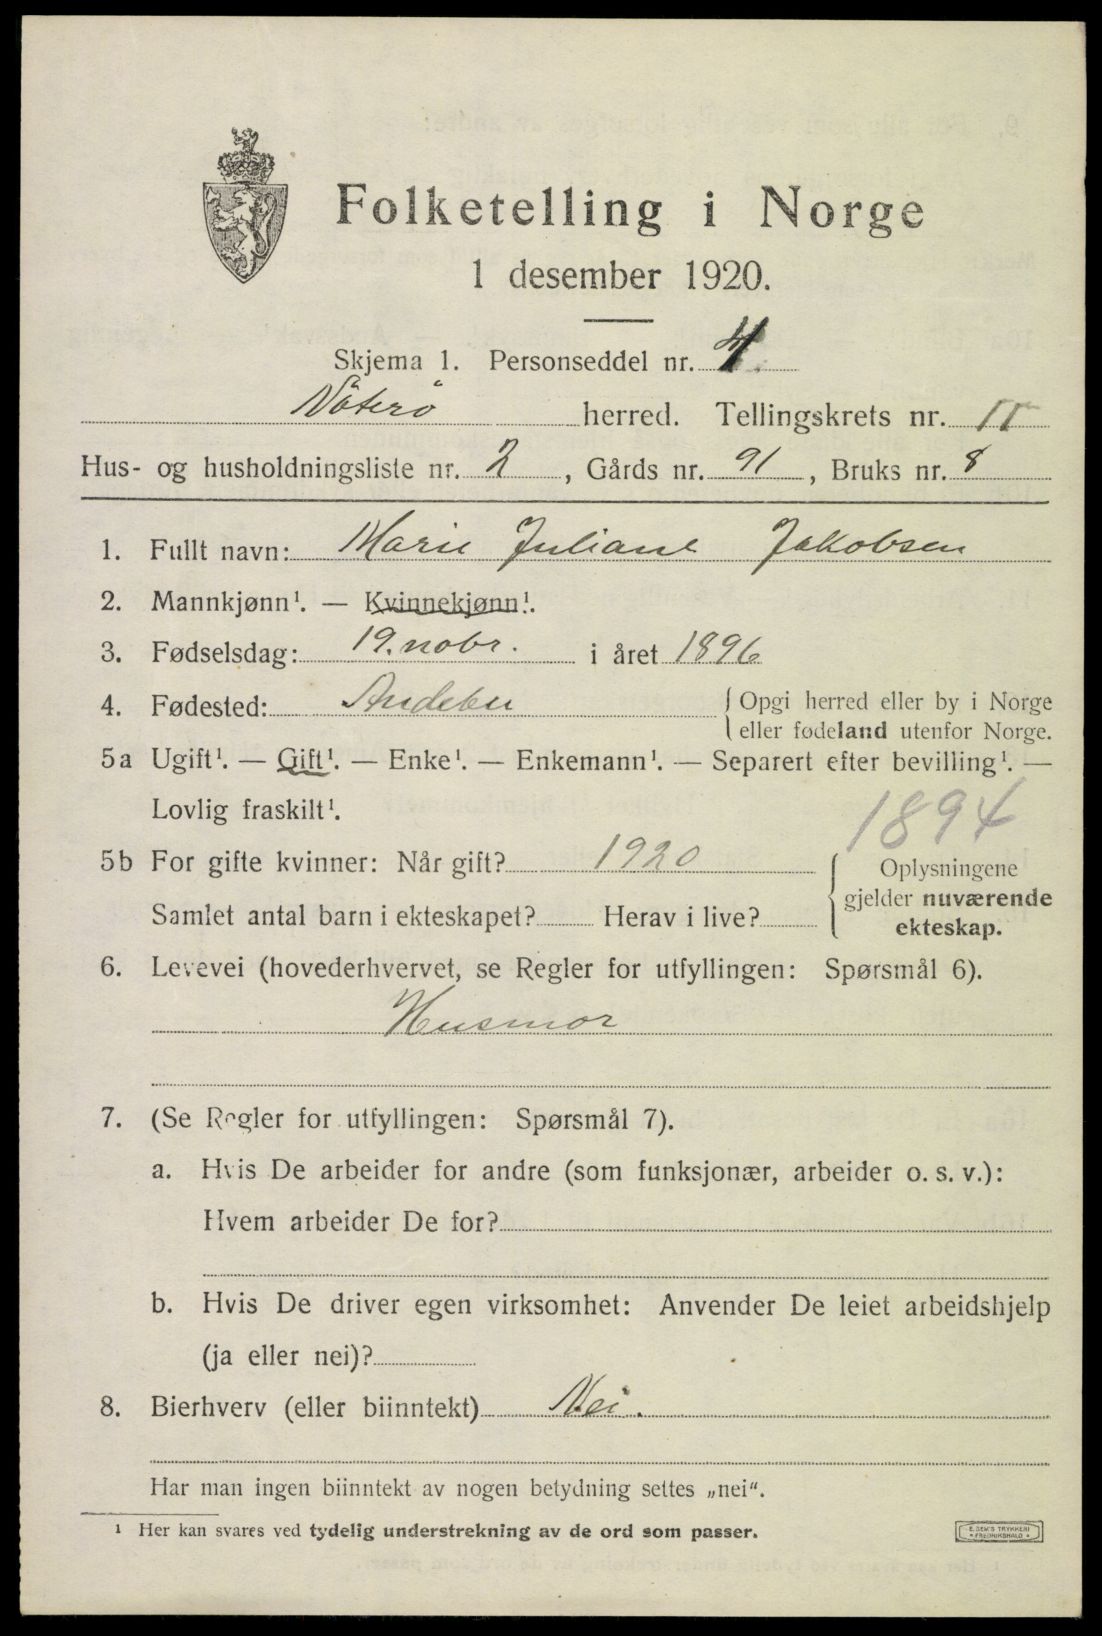 Folketelling i Norge
1 desember 1920.
Skjema 1. Personseddel nr. 4.
Nøterø herred. Tellingskrets nr. 11
Hus- og husholdningsliste nr. 2, Gårds nr. 91, Bruks nr. 8
1. Fullt navn: Marie Juliane Jakobsen
2. Mannkjønn¹. — Kvinnekjønn¹.
3. Fødselsdag: 19. nobr. i året 1896
4. Fødested: Andebu { Opgi herred eller by i Norge
eller fødeland utenfor Norge.
5a Ugift¹. — Gift¹. — Enke¹. — Enkemann¹. — Separert efter bevilling¹. —
Lovlig fraskilt¹.
1894
5b For gifte kvinner: Når gift? 1920
Samlet antal barn i ekteskapet? Herav i live?
{ Oplysningene
gjelder nuværende
ekteskap.
6. Levevei (hovederhvervet, se Regler for utfyllingen: Spørsmål 6).
Husmor
7. (Se Regler for utfyllingen: Spørsmål 7).
a. Hvis De arbeider for andre (som funksjonær, arbeider o. s. v.):
Hvem arbeider De for?
b. Hvis De driver egen virksomhet: Anvender De leiet arbeidshjelp
(ja eller nei)?
8. Bierhverv (eller biinntekt) Nei.
Har man ingen biinntekt av nogen betydning settes „nei“.
¹ Her kan svares ved tydelig understrekning av de ord som passer.
E. SEM'S TRYKKERI
FREDRIKSHALD